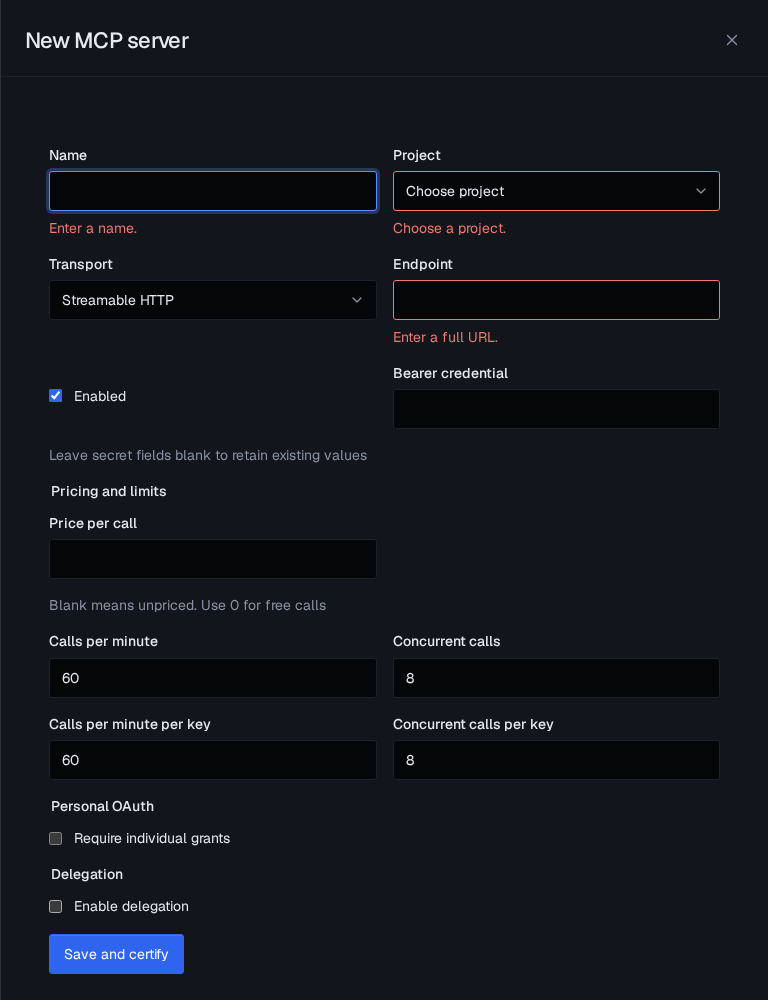 New MCP server
Name
Project
Choose project
Enter a name.
Choose a project.
Transport
Endpoint
Streamable HTTP
Enter a full URL.
Bearer credential
Enabled
Leave secret fields blank to retain existing values
Pricing and limits
Price per call
Blank means unpriced. Use 0 for free calls
Calls per minute
Concurrent calls
60
8
Calls per minute per key
Concurrent calls per key
60
8
Personal OAuth
Require individual grants
Delegation
Enable delegation
Save and certify